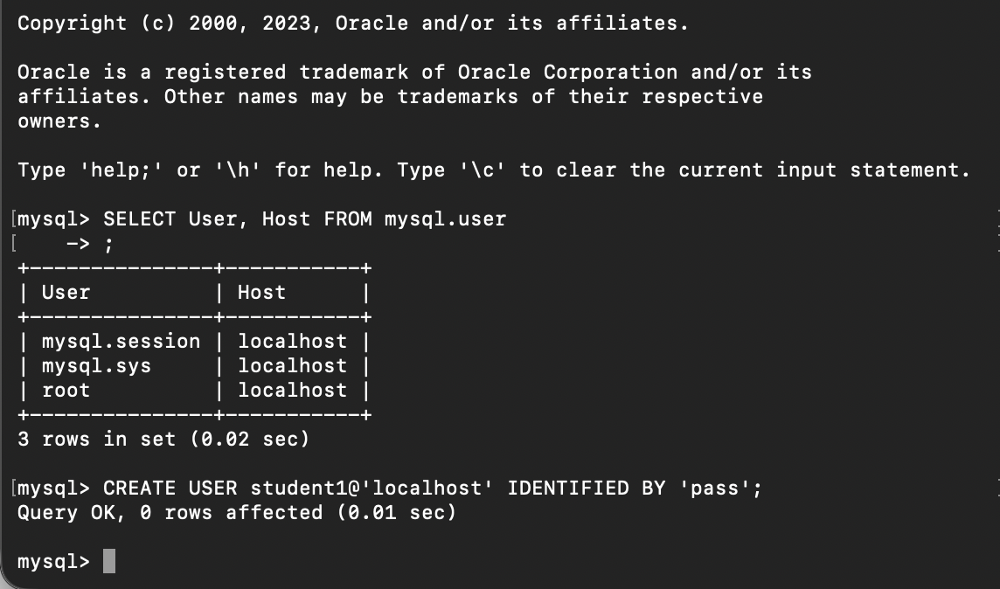 Copyright (c) 2000, 2023, Oracle and/or its affiliates.
Oracle is a registered trademark of Oracle Corporation and/or its
affiliates. Other names may be trademarks of their respective
owners.
Type 'help;' or '\h' for help. Type '\c' to clear the current input statement.
[mysql> SELECT User, Host FROM mysql.user
[    -> ;
+---------------+-----------+
| User          | Host      |
+---------------+-----------+
| mysql.session | localhost |
| mysql.sys     | localhost |
| root          | localhost |
+---------------+-----------+
3 rows in set (0.02 sec)
[mysql> CREATE USER student1@'localhost' IDENTIFIED BY 'pass';
Query OK, 0 rows affected (0.01 sec)
mysql>